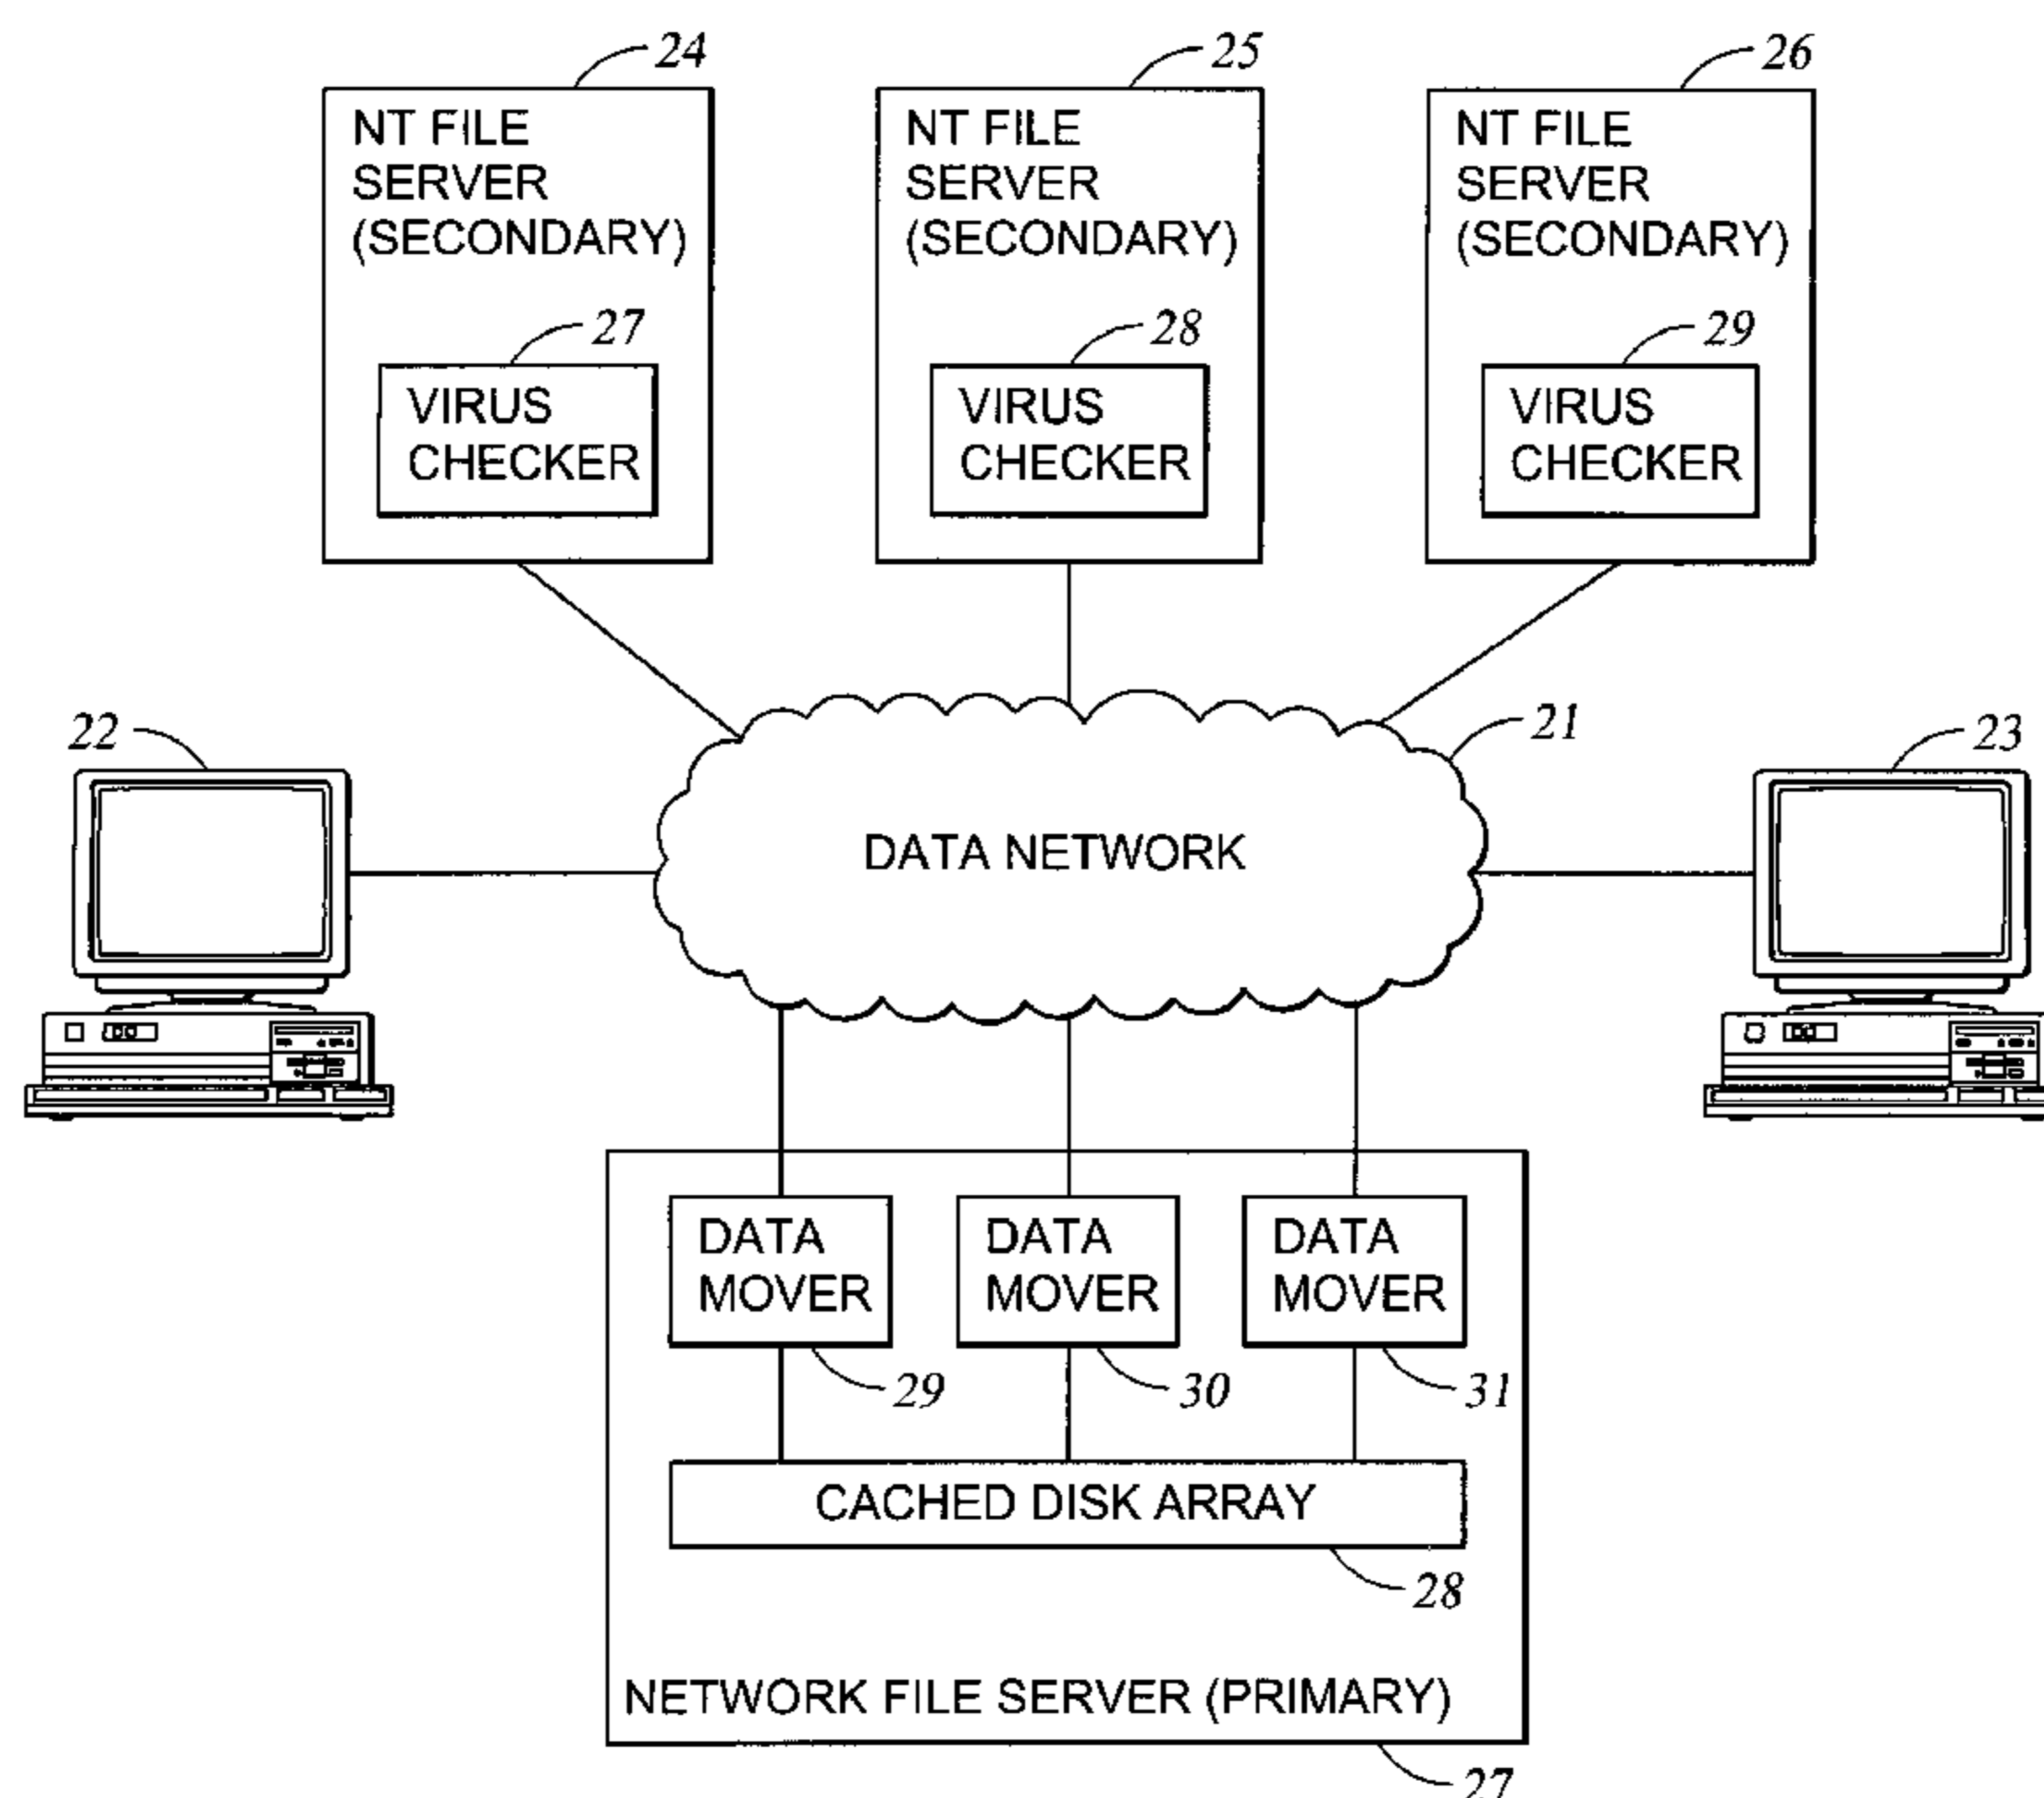 24
25
26
NT FILE
SERVER
(SECONDARY)
27
VIRUS
CHECKER
NT FILE
SERVER
(SECONDARY)
28
VIRUS
CHECKER
NT FILE
SERVER
(SECONDARY)
29
VIRUS
CHECKER
22
21
23
DATA NETWORK
DATA
MOVER
29
DATA
MOVER
30
DATA
MOVER
31
CACHED DISK ARRAY
28
NETWORK FILE SERVER (PRIMARY)
27